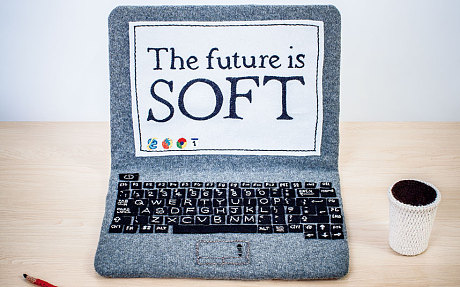 The future is
SOFT
Q W E R T Y U I O P
A S D F G H J K L
Z X C V B N M